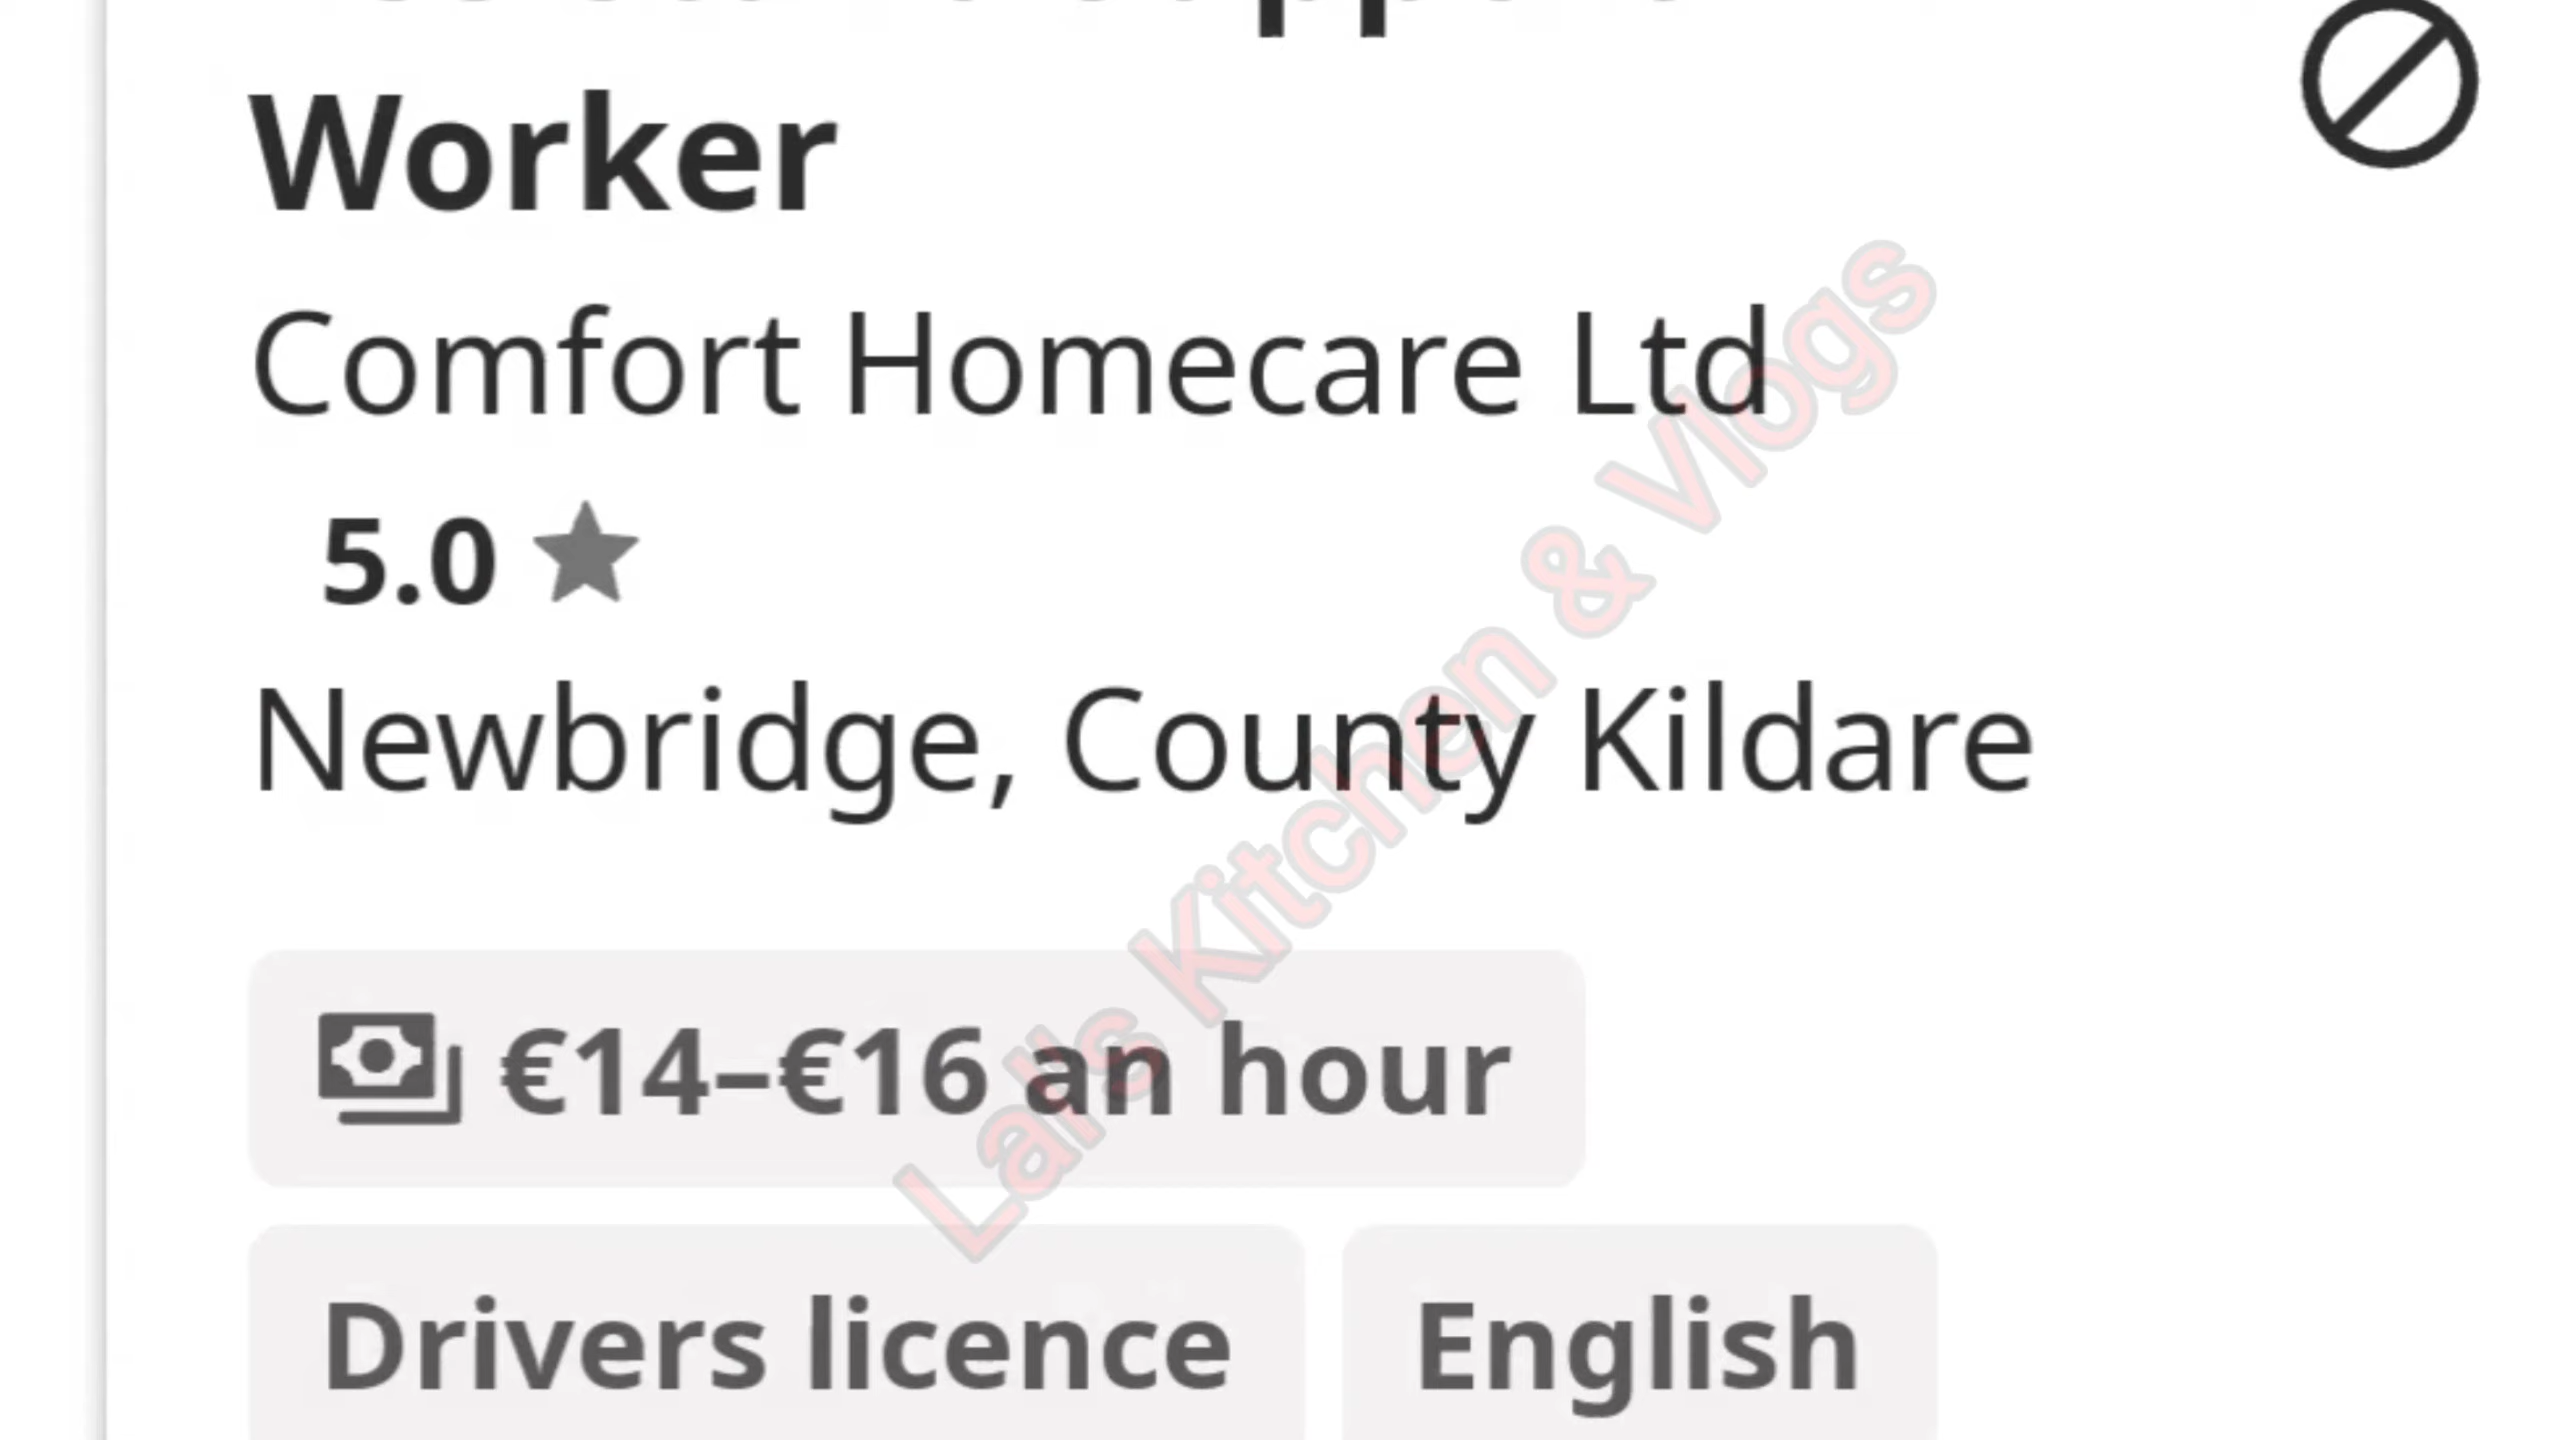 Worker
Comfort Homecare Ltd
5.0
Newbridge, County Kildare
€14–€16 an hour
Drivers licence English
Lal's Kitchen & Vlogs